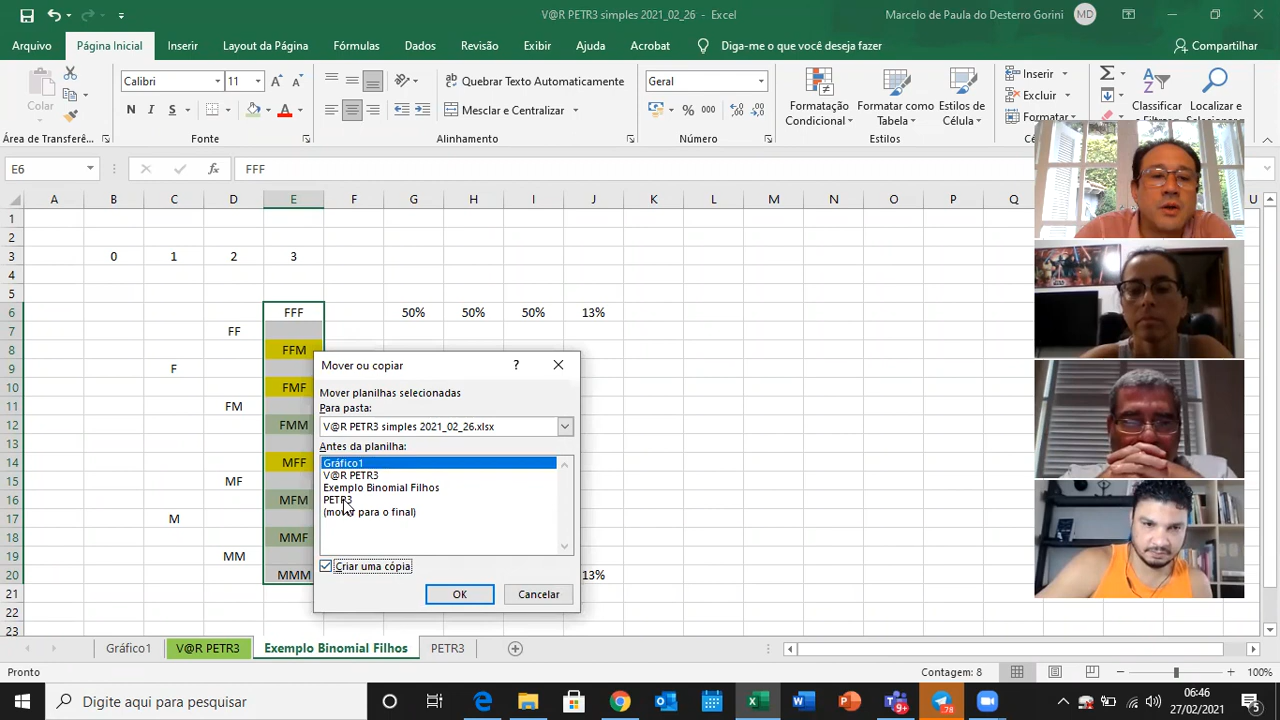 V@R PETR3 simples 2021_02_26 - Excel
Marcelo de Paula do Desterro Gorini MD
Arquivo Página Inicial Inserir Layout da Página Fórmulas Dados Revisão Exibir Ajuda Acrobat Diga-me o que você deseja fazer Compartilhar
Colar
Calibri 11
Quebrar Texto Automaticamente
Geral
Formatação Condicional
Formatar como Tabela
Estilos de Célula
Inserir
Excluir
Formatar
Classificar
Localizar e
N I S
Mesclar e Centralizar
% 000
Área de Transferê... Fonte Alinhamento Número Estilos
E6 fx FFF
A B C D E F G H I J K L M N O P Q U
1
2
3 0 1 2 3
4
5
6 FFF 50% 50% 50% 13%
7 FF
8 FFM
9 F
10 FMF
11 FM
12 FMM
13
14 MFF
15 MF
16 MFM
17 M
18 MMF
19 MM
20 MMM 13%
21
22
23
Mover ou copiar ?
Mover planilhas selecionadas
Para pasta:
V@R PETR3 simples 2021_02_26.xlsx
Antes da planilha:
Gráfico1
V@R PETR3
Exemplo Binomial Filhos
PETR3
(mover para o final)
Criar uma cópia
OK Cancelar
Gráfico1 V@R PETR3 Exemplo Binomial Filhos PETR3
Pronto Contagem: 8 100%
Digite aqui para pesquisar
06:46
27/02/2021